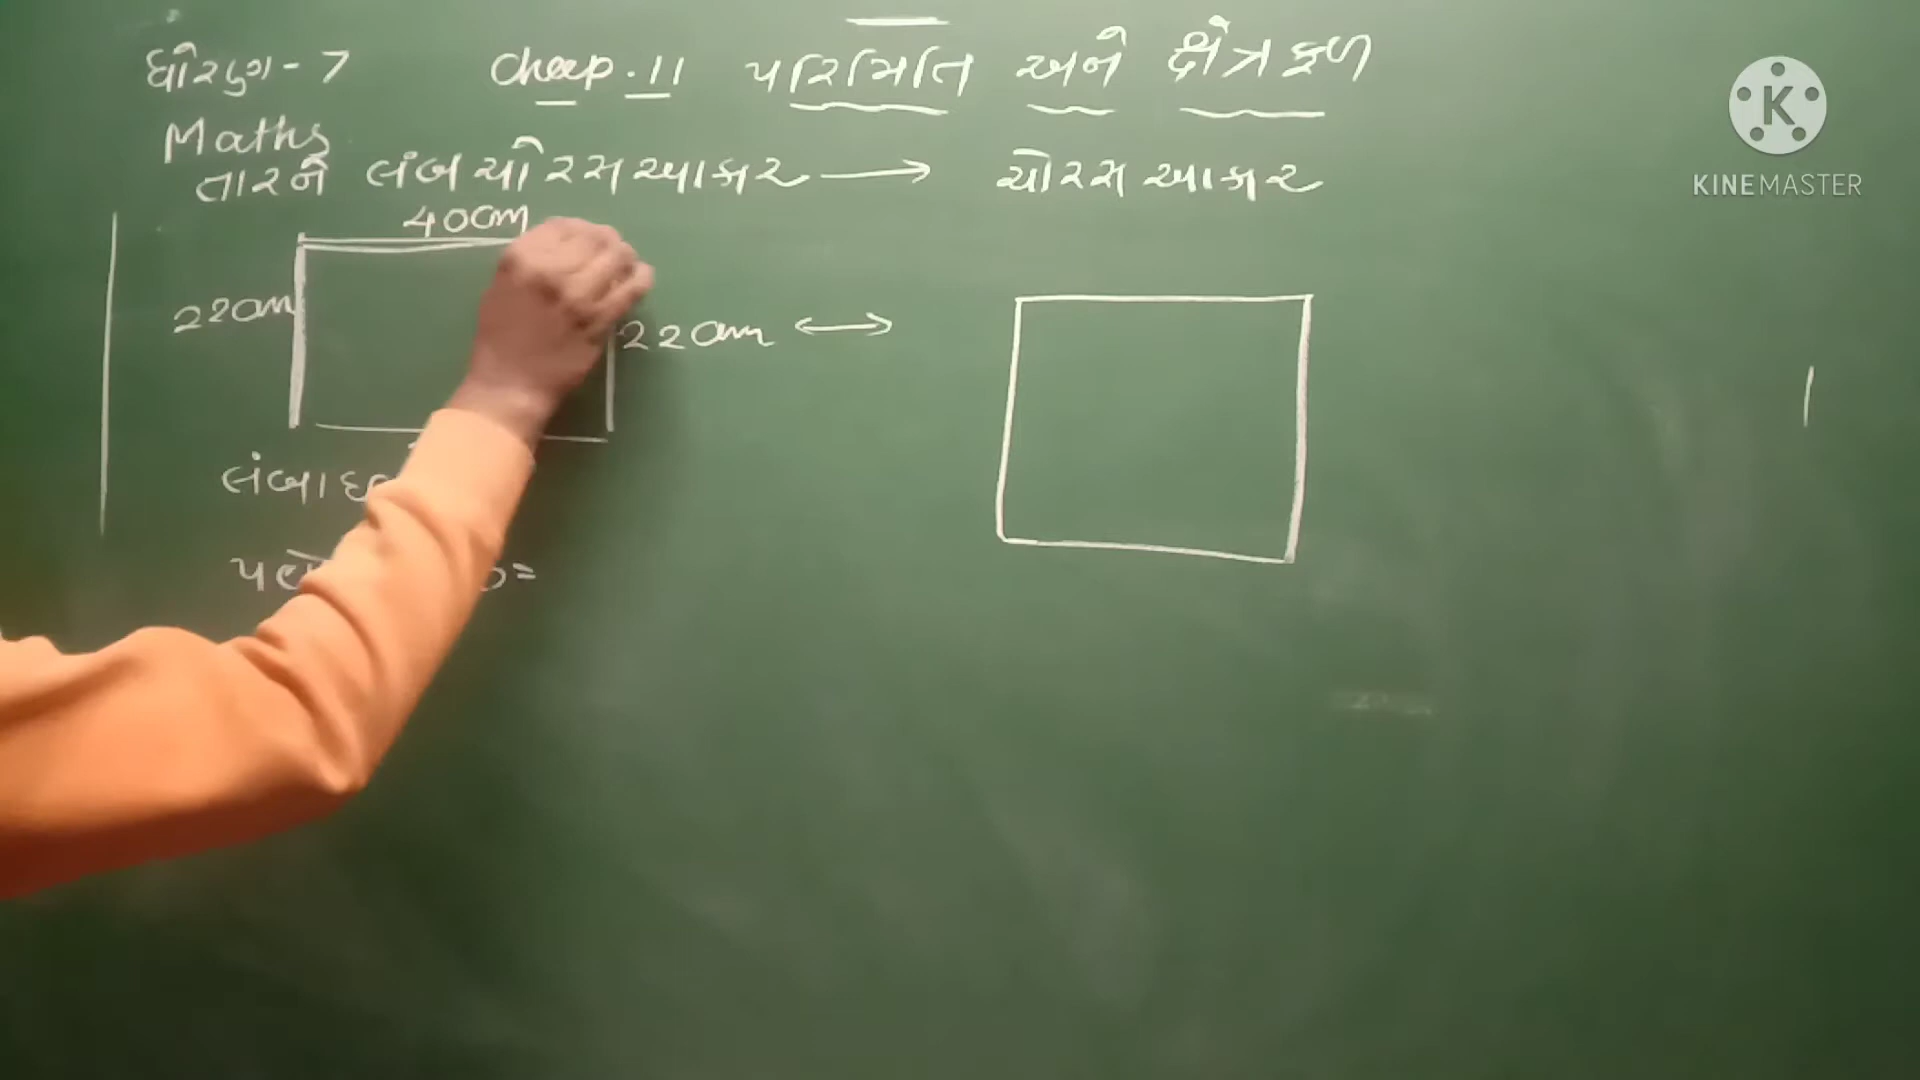 ધોરણ - 7 Chap. 11 પરિમિતિ અને ક્ષેત્રફળ
Maths
તારને લંબચોરસ આકાર → ચોરસ આકાર
40cm
22cm
22cm ↔
KINEMASTER